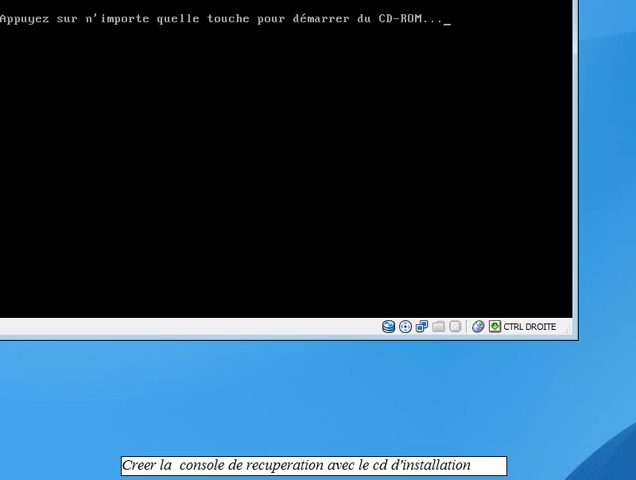 Appuyez sur n'importe quelle touche pour démarrer du CD-ROM..._
CTRL DROITE
Creer la  console de recuperation avec le cd d'installation